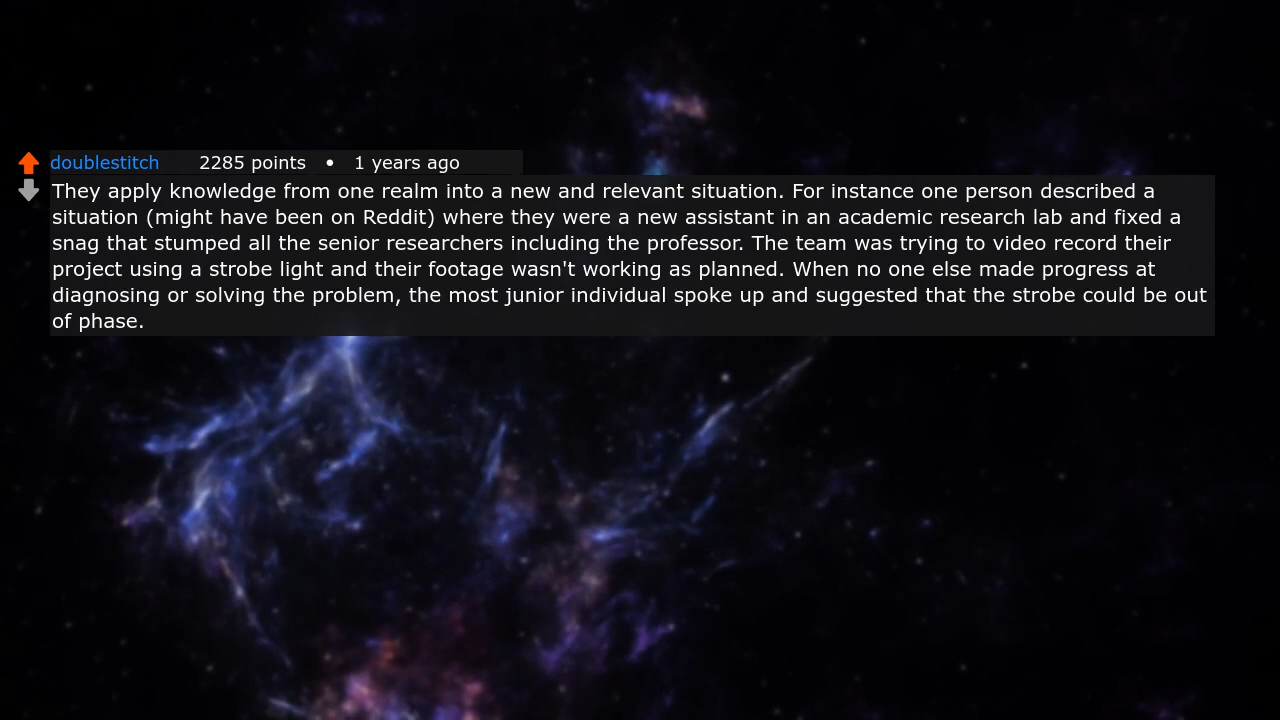 doublestitch 2285 points • 1 years ago
They apply knowledge from one realm into a new and relevant situation. For instance one person described a
situation (might have been on Reddit) where they were a new assistant in an academic research lab and fixed a
snag that stumped all the senior researchers including the professor. The team was trying to video record their
project using a strobe light and their footage wasn't working as planned. When no one else made progress at
diagnosing or solving the problem, the most junior individual spoke up and suggested that the strobe could be out
of phase.